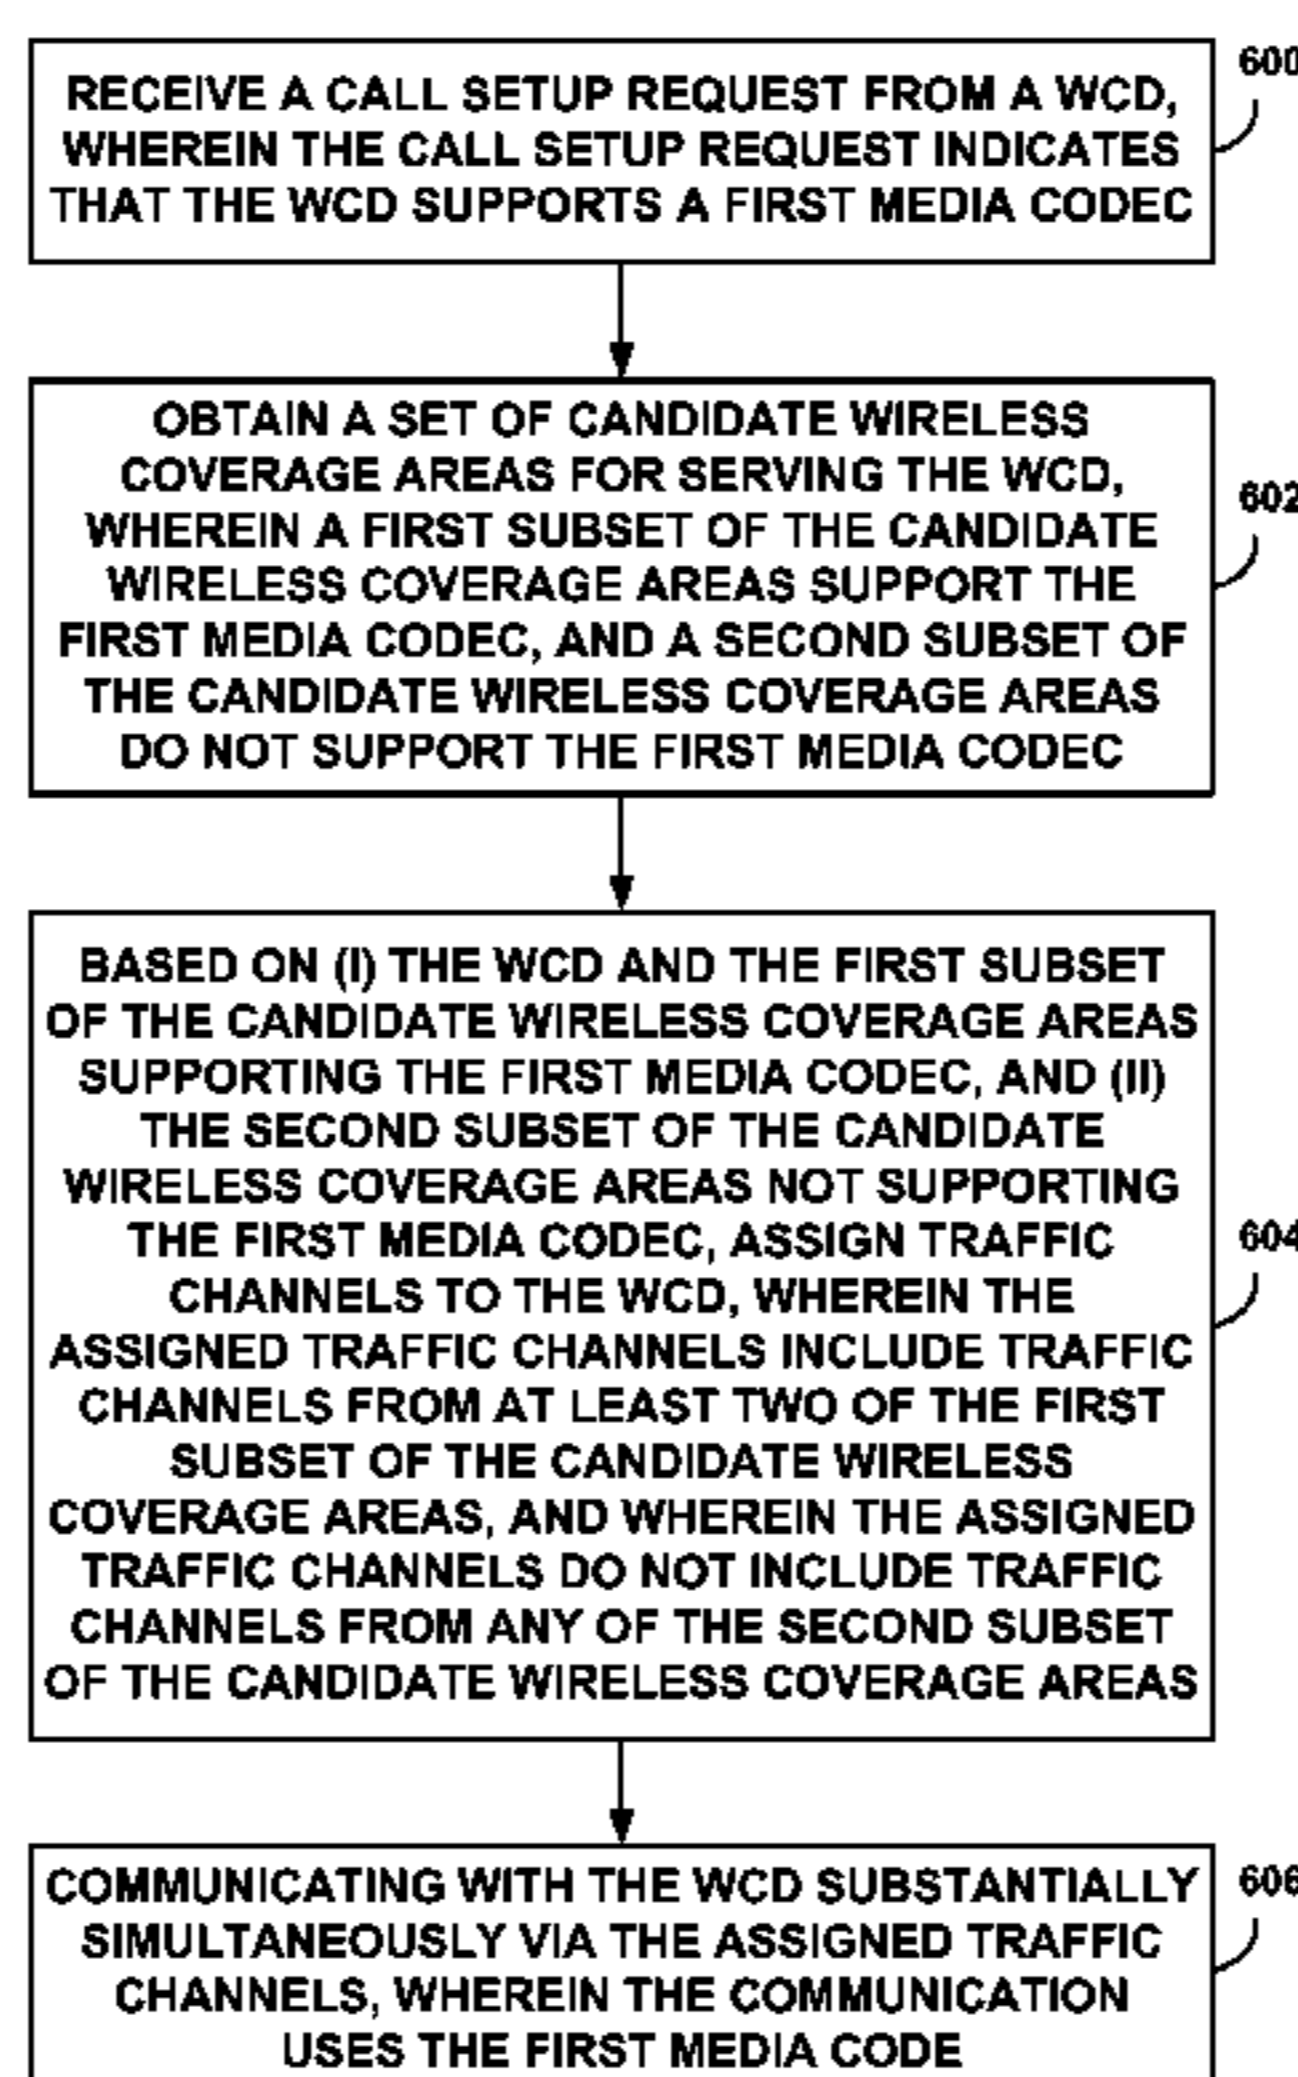 RECEIVE A CALL SETUP REQUEST FROM A WCD,
WHEREIN THE CALL SETUP REQUEST INDICATES
THAT THE WCD SUPPORTS A FIRST MEDIA CODEC
600
OBTAIN A SET OF CANDIDATE WIRELESS
COVERAGE AREAS FOR SERVING THE WCD,
WHEREIN A FIRST SUBSET OF THE CANDIDATE
WIRELESS COVERAGE AREAS SUPPORT THE
FIRST MEDIA CODEC, AND A SECOND SUBSET OF
THE CANDIDATE WIRELESS COVERAGE AREAS
DO NOT SUPPORT THE FIRST MEDIA CODEC
602
BASED ON (I) THE WCD AND THE FIRST SUBSET
OF THE CANDIDATE WIRELESS COVERAGE AREAS
SUPPORTING THE FIRST MEDIA CODEC, AND (II)
THE SECOND SUBSET OF THE CANDIDATE
WIRELESS COVERAGE AREAS NOT SUPPORTING
THE FIRST MEDIA CODEC, ASSIGN TRAFFIC
CHANNELS TO THE WCD, WHEREIN THE
ASSIGNED TRAFFIC CHANNELS INCLUDE TRAFFIC
CHANNELS FROM AT LEAST TWO OF THE FIRST
SUBSET OF THE CANDIDATE WIRELESS
COVERAGE AREAS, AND WHEREIN THE ASSIGNED
TRAFFIC CHANNELS DO NOT INCLUDE TRAFFIC
CHANNELS FROM ANY OF THE SECOND SUBSET
OF THE CANDIDATE WIRELESS COVERAGE AREAS
604
COMMUNICATING WITH THE WCD SUBSTANTIALLY
SIMULTANEOUSLY VIA THE ASSIGNED TRAFFIC
CHANNELS, WHEREIN THE COMMUNICATION
USES THE FIRST MEDIA CODE
606